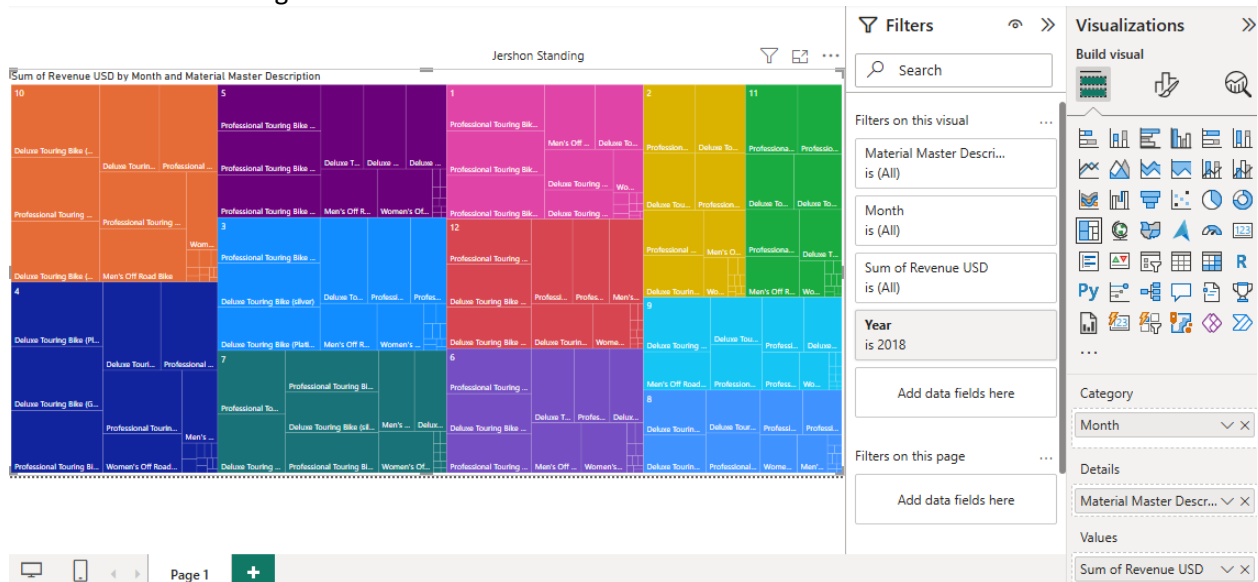 Jershon Standing
Sum of Revenue USD by Month and Material Master Description
10
Deluxe Touring Bike (...
Deluxe Tourin...
Professional ...
Professional Touring ...
Professional Touring ...
Wom...
Deluxe Touring Bike (...
Men's Off Road Bike
4
Deluxe Touring Bike (Pl...
Deluxe Touri...
Professional ...
Deluxe Touring Bike (G...
Professional Tourin...
Men's ...
Professional Touring Bi...
Women's Off Road...
5
Professional Touring Bike ...
Professional Touring Bike ...
Deluxe T...
Deluxe ...
Deluxe ...
Professional Touring Bike ...
Men's Off R...
Women's Of...
3
Professional Touring Bike ...
Deluxe Touring Bike (silver)
Deluxe To...
Professi...
Profes...
Deluxe Touring Bike (Plati...
Men's Off R...
Women's ...
7
Professional Touring Bi...
Professional To...
Deluxe Touring Bike (sil...
Men's ...
Delux...
Deluxe Touring ...
Professional Touring Bi...
Women's Of...
1
Professional Touring Bik...
Men's Off ...
Deluxe To...
Professional Touring Bik...
Deluxe Touring ...
Wo...
Professional Touring Bik...
Deluxe Touring ...
12
Professional Touring ...
Deluxe Touring Bike ...
Professi...
Profes...
Men's...
Deluxe Touring Bike ...
Deluxe Tourin...
Wome...
6
Professional Touring ...
Deluxe Touring Bike ...
Deluxe T...
Profes...
Delux...
Professional Touring ...
Men's Off ...
Women's...
2
Profession...
Deluxe To...
Deluxe Tou...
Profession...
Professional ...
Men's O...
Deluxe Tourin...
Wo...
11
Professiona...
Professio...
Deluxe To...
Deluxe To...
Professiona...
Deluxe T...
Men's Off R...
Wo...
9
Deluxe Touring ...
Deluxe Tou...
Professi...
Deluxe...
Men's Off Road...
Profession...
Profess...
Wo...
8
Deluxe Tourin...
Deluxe Tour...
Professi...
Professi...
Deluxe Tourin...
Professional...
Wome...
Men'...
Page 1
Filters
Search
Filters on this visual
...
Material Master Descri...
is (All)
Month
is (All)
Sum of Revenue USD
is (All)
Year
is 2018
Add data fields here
Filters on this page
...
Add data fields here
Visualizations
Build visual
123
R
Py
123
...
Category
Month
Details
Material Master Descr...
Values
Sum of Revenue USD